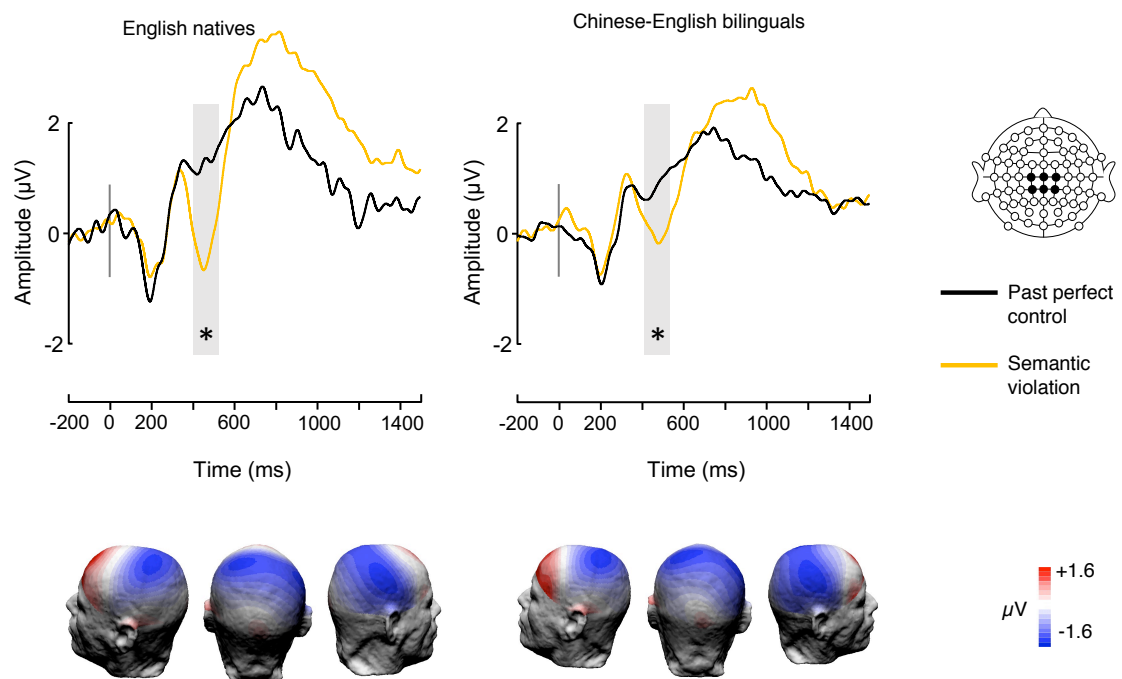 English natives
Chinese-English bilinguals
Amplitude (µV)
2
0
-2
*
-200 0 200 600 1000 1400
Time (ms)
Amplitude (µV)
2
0
-2
*
-200 0 200 600 1000 1400
Time (ms)
Past perfect
control
Semantic
violation
µV
+1.6
-1.6